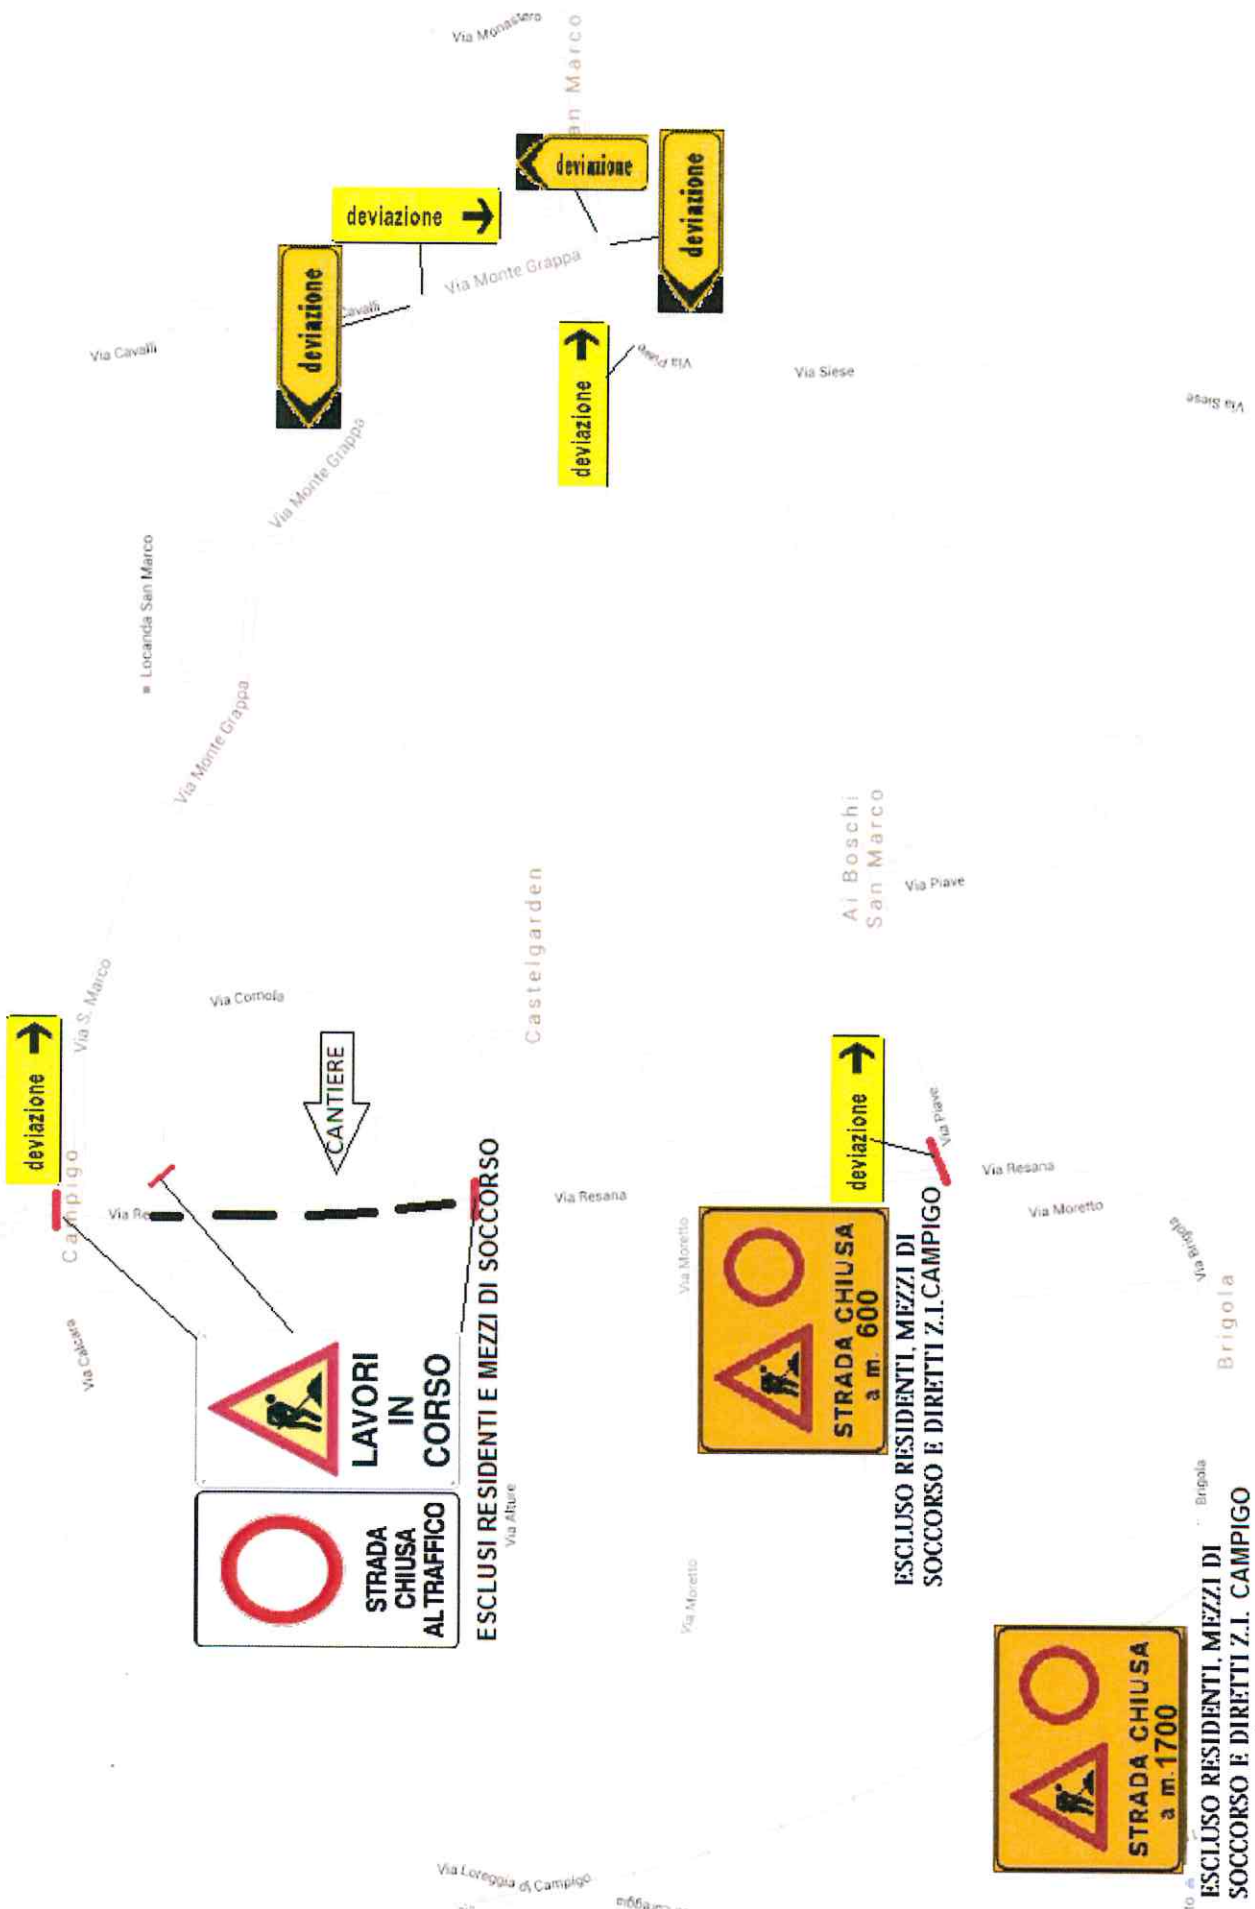 deviazione
Campigo
Via Calcara
Via S. Marco
Via Cavalli
Via Re
Locanda San Marco
Via Monte Grappa
Via Cornola
STRADA
CHIUSA
AL TRAFFICO
LAVORI
IN
CORSO
CANTIERE
deviazione
Via Monte Grappa
Cavalli
deviazione
ESCLUSI RESIDENTI E MEZZI DI SOCCORSO
Via Monte Grappa
Via Monastero
Via Loreggia di Campigo
Via Alture
Castelgarden
Via Resana
deviazione
deviazione
an Marco
Via Piave
deviazione
Via Moretto
Via Moretto
STRADA CHIUSA
a m. 600
ESCLUSO RESIDENTI, MEZZI DI
SOCCORSO E DIRETTI Z.I. CAMPIGO
deviazione
Ai Boschi
San Marco
Via Siese
Via Piave
Via Piave
Via Resana
Via Moretto
STRADA CHIUSA
a m. 1700
Via Brigola
Brigola
Brigola
Via Siese
ESCLUSO RESIDENTI, MEZZI DI
SOCCORSO E DIRETTI Z.I. CAMPIGO